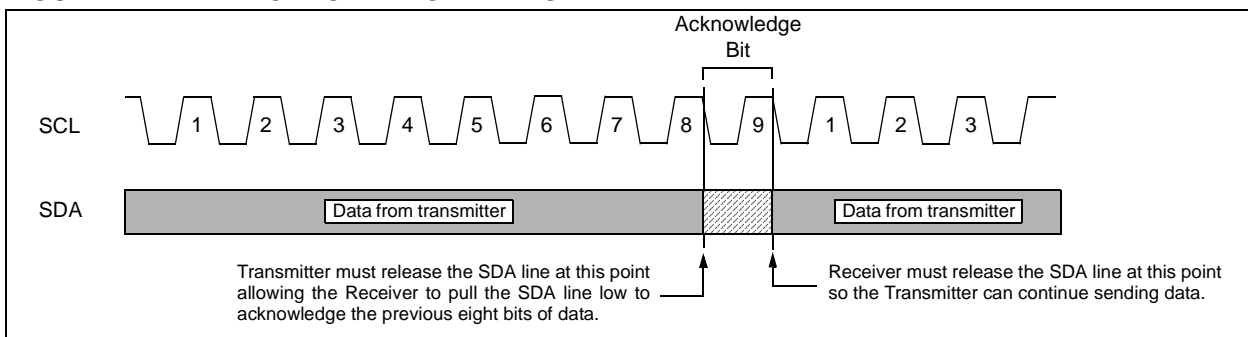 Acknowledge
Bit
SCL 1 2 3 4 5 6 7 8 9 1 2 3
SDA Data from transmitter Data from transmitter
Transmitter must release the SDA line at this point
allowing the Receiver to pull the SDA line low to
acknowledge the previous eight bits of data.
Receiver must release the SDA line at this point
so the Transmitter can continue sending data.